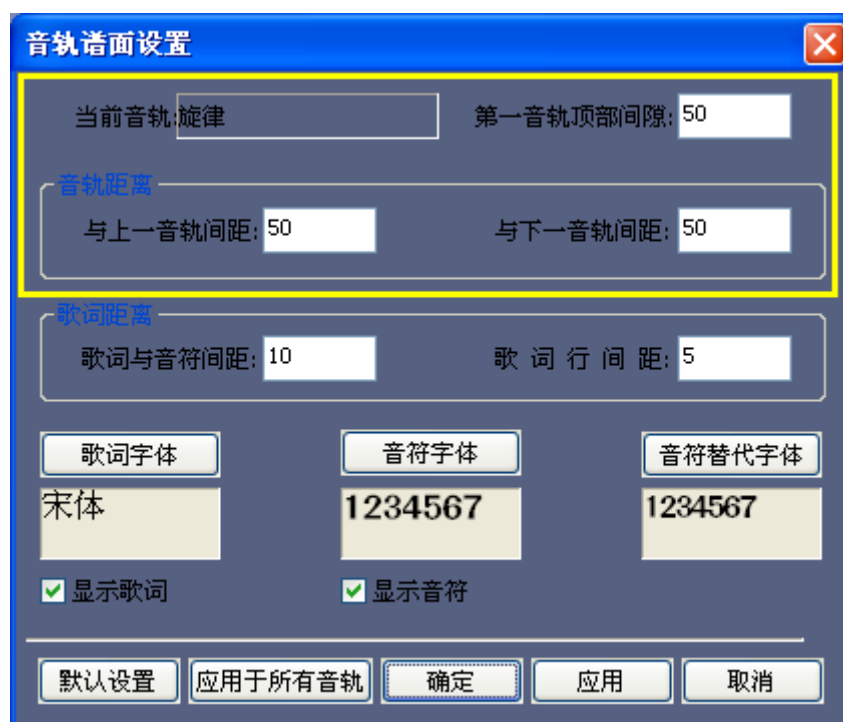 音轨谱面设置
当前音轨:旋律 第一音轨顶部间隙: 50
音轨距离
与上一音轨间距: 50 与下一音轨间距: 50
歌词距离
歌词与音符间距: 10 歌 词 行 间 距: 5
歌词字体 音符字体 音符替代字体
宋体 1234567 1234567
显示歌词 显示音符
默认设置 应用于所有音轨 确定 应用 取消